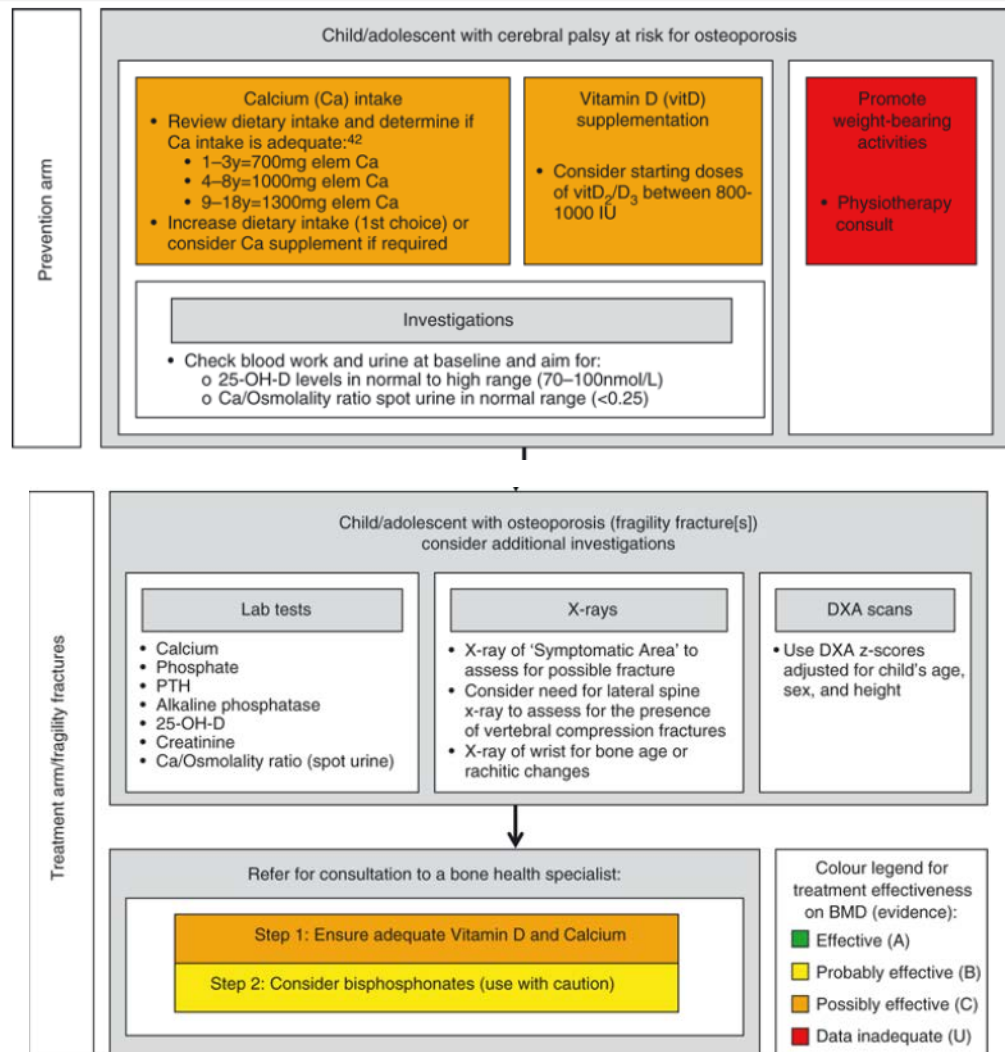 Child/adolescent with cerebral palsy at risk for osteoporosis
Prevention arm
Calcium (Ca) intake
• Review dietary intake and determine if
Ca intake is adequate:42
• 1–3y=700mg elem Ca
• 4–8y=1000mg elem Ca
• 9–18y=1300mg elem Ca
• Increase dietary intake (1st choice) or
consider Ca supplement if required
Vitamin D (vitD)
supplementation
• Consider starting doses
of vitD2/D3 between 800-
1000 IU
Promote
weight-bearing
activities
• Physiotherapy
consult
Investigations
• Check blood work and urine at baseline and aim for:
o 25-OH-D levels in normal to high range (70–100nmol/L)
o Ca/Osmolality ratio spot urine in normal range (<0.25)
Treatment arm/fragility fractures
Child/adolescent with osteoporosis (fragility fracture[s])
consider additional investigations
Lab tests
• Calcium
• Phosphate
• PTH
• Alkaline phosphatase
• 25-OH-D
• Creatinine
• Ca/Osmolality ratio (spot urine)
X-rays
• X-ray of ‘Symptomatic Area’ to
assess for possible fracture
• Consider need for lateral spine
x-ray to assess for the presence
of vertebral compression fractures
• X-ray of wrist for bone age or
rachitic changes
DXA scans
• Use DXA z-scores
adjusted for child’s age,
sex, and height
Refer for consultation to a bone health specialist:
Step 1: Ensure adequate Vitamin D and Calcium
Step 2: Consider bisphosphonates (use with caution)
Colour legend for
treatment effectiveness
on BMD (evidence):
Effective (A)
Probably effective (B)
Possibly effective (C)
Data inadequate (U)